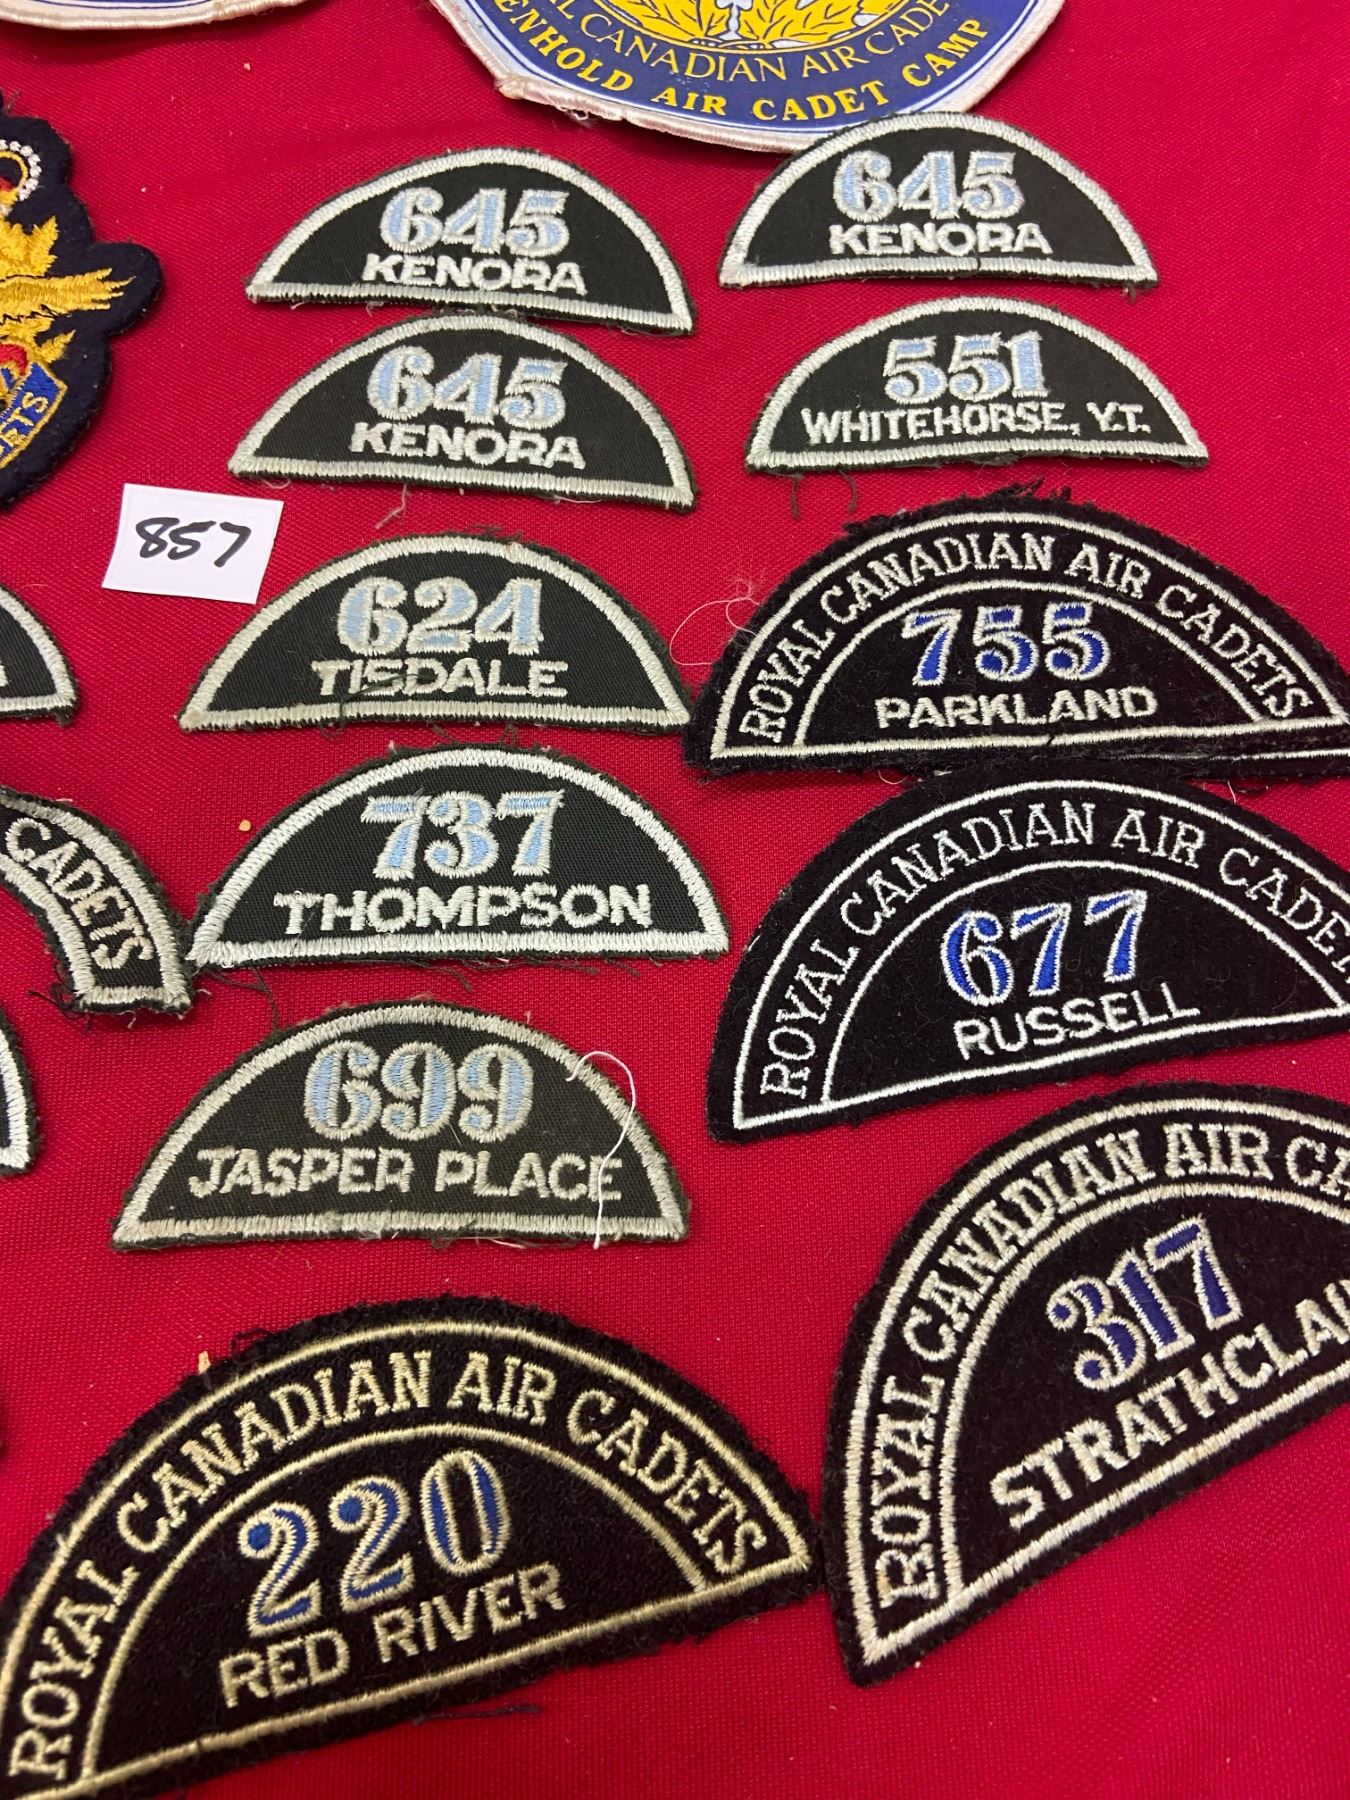 CANADIAN AIR CADE
ENHOLD AIR CADET CAMP
645
KENORA
645
KENORA
645
KENORA
551
WHITEHORSE, Y.T.
857
624
TISDALE
ROYAL CANADIAN AIR CADETS
755
PARKLAND
737
THOMPSON
CADETS
ROYAL CANADIAN AIR CADE
677
RUSSELL
699
JASPER PLACE
ROYAL CANADIAN AIR CA
317
STRATHCLAI
ROYAL CANADIAN AIR CADETS
220
RED RIVER